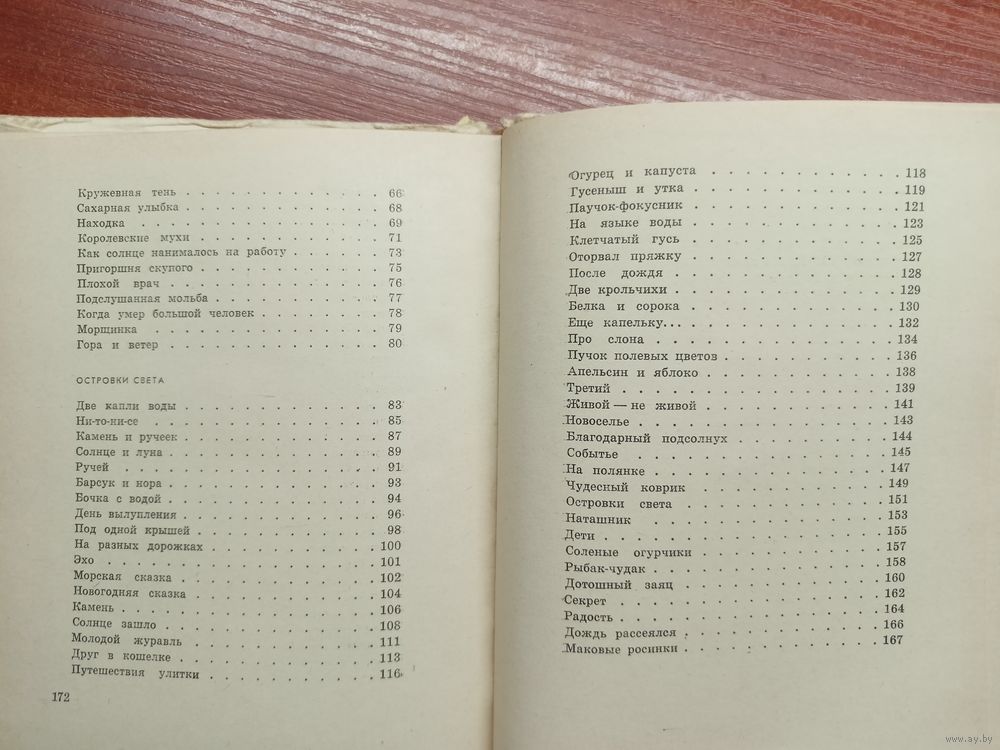 Кружевная тень . . . . . . . . . . . . . 66
Сахарная улыбка . . . . . . . . . . . . . 68
Находка . . . . . . . . . . . . . 69
Королевские мухи . . . . . . . . . . . . . 71
Как солнце нанималось на работу . . . . . . 73
Пригоршня скупого . . . . . . . . . . . . 75
Плохой врач . . . . . . . . . . . . . 76
Подслушанная мольба . . . . . . . . . . . 77
Когда умер большой человек . . . . . . . . 78
Морщинка . . . . . . . . . . . . . 79
Гора и ветер . . . . . . . . . . . . . 80
ОСТРОВКИ СВЕТА
Две капли воды . . . . . . . . . . . . . 83
Ни-то-ни-се . . . . . . . . . . . . . 85
Камень и ручеек . . . . . . . . . . . . . 87
Солнце и луна . . . . . . . . . . . . . 89
Ручей . . . . . . . . . . . . . 91
Барсук и нора . . . . . . . . . . . . . 93
Бочка с водой . . . . . . . . . . . . . 94
День вылупления . . . . . . . . . . . . . 96
Под одной крышей . . . . . . . . . . . . . 98
На разных дорожках . . . . . . . . . . . . 100
Эхо . . . . . . . . . . . . . 101
Морская сказка . . . . . . . . . . . . . 102
Новогодняя сказка . . . . . . . . . . . . . 104
Камень . . . . . . . . . . . . . 106
Солнце зашло . . . . . . . . . . . . . 108
Молодой журавль . . . . . . . . . . . . . 111
Друг в кошелке . . . . . . . . . . . . . 113
Путешествия улитки . . . . . . . . . . . . 116
172
Огурец и капуста . . . . . . . . . . . . 118
Гусеныш и утка . . . . . . . . . . . . . 119
Паучок-фокусник . . . . . . . . . . . . . 121
На языке воды . . . . . . . . . . . . . 123
Клетчатый гусь . . . . . . . . . . . . . 125
Оторвал пряжку . . . . . . . . . . . . . 127
После дождя . . . . . . . . . . . . . 128
Две крольчихи . . . . . . . . . . . . . 129
Белка и сорока . . . . . . . . . . . . . 130
Еще капельку... . . . . . . . . . . . . . 132
Про слона . . . . . . . . . . . . . 134
Пучок полевых цветов . . . . . . . . . . . 136
Апельсин и яблоко . . . . . . . . . . . . 138
Третий . . . . . . . . . . . . . 139
Живой — не живой . . . . . . . . . . . . 141
Новоселье . . . . . . . . . . . . . 143
Благодарный подсолнух . . . . . . . . . . 144
Событье . . . . . . . . . . . . . 145
На полянке . . . . . . . . . . . . . 147
Чудесный коврик . . . . . . . . . . . . 149
Островки света . . . . . . . . . . . . . 151
Наташник . . . . . . . . . . . . . 153
Дети . . . . . . . . . . . . . 155
Соленые огурчики . . . . . . . . . . . . 157
Рыбак-чудак . . . . . . . . . . . . . 158
Дотошный заяц . . . . . . . . . . . . . 160
Секрет . . . . . . . . . . . . . 162
Радость . . . . . . . . . . . . . 164
Дождь рассеялся . . . . . . . . . . . . 166
Маковые росинки . . . . . . . . . . . . 167
www.ay.by